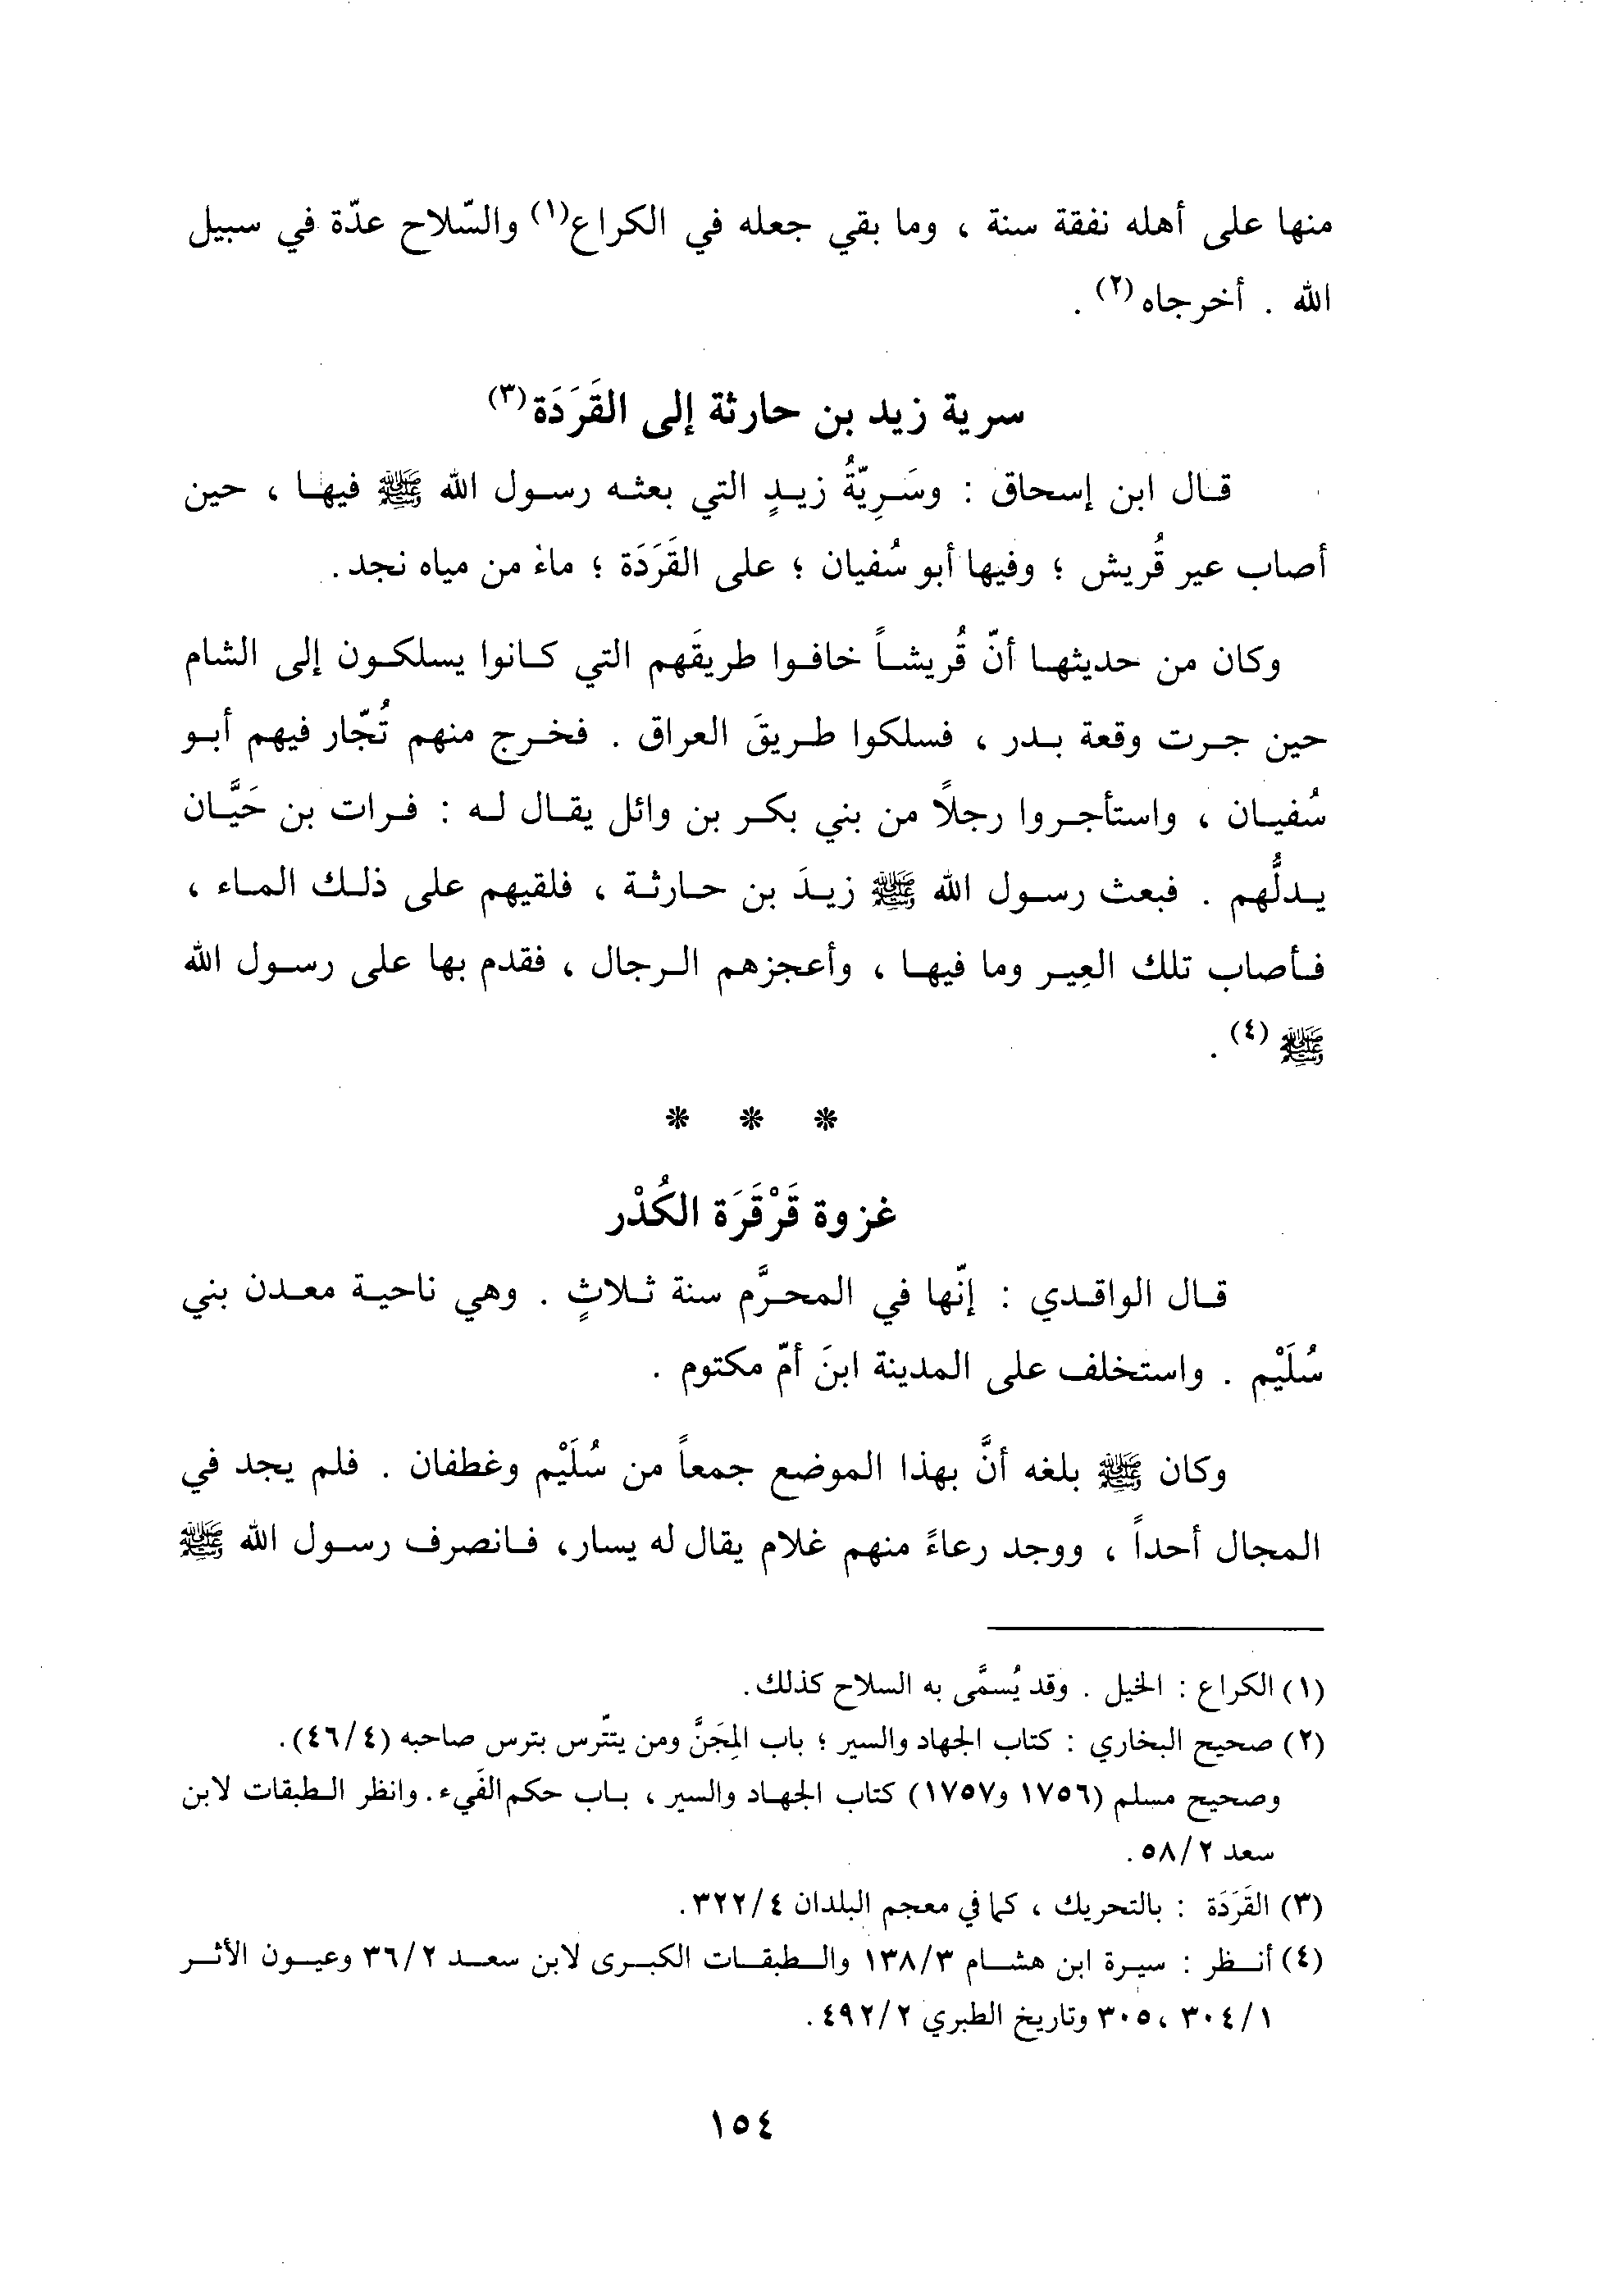 منها على أهله نفقة سنة ، وما بقي جعله في الكراع(١) والسّلاح عدّة في سبيل
الله . أخرجاه(٢) .
سرية زيد بن حارثة إلى القَرَدَة(٣)
قال ابن إسحاق : وسَرِيّةُ زيدٍ التي بعثه رسول الله ﷺ فيها ، حين
أصاب عير قُريش ؛ وفيها أبو سُفيان ؛ على القَرَدَة ؛ ماءٌ من مياه نجد .
وكان من حديثها أنّ قُريشاً خافوا طريقَهم التي كانوا يسلكون إلى الشام
حين جرت وقعة بدر ، فسلكوا طريقَ العراق . فخرج منهم تُجّار فيهم أبو
سُفيان ، واستأجروا رجلاً من بني بكر بن وائل يقال له : فرات بن حَيَّان
يدلُّهم . فبعث رسول الله ﷺ زيدَ بن حارثة ، فلقيهم على ذلك الماء ،
فأصاب تلك العِير وما فيها ، وأعجزهم الرجال ، فقدم بها على رسول الله
ﷺ (٤) .
* * *
غزوة قَرْقَرَة الكُدْر
قال الواقدي : إنّها في المحرَّم سنة ثلاثٍ . وهي ناحية معدن بني
سُلَيْم . واستخلف على المدينة ابنَ أمّ مكتوم .
وكان ﷺ بلغه أنَّ بهذا الموضع جمعاً من سُلَيْم وغطفان . فلم يجد في
المجال أحداً ، ووجد رعاءً منهم غلام يقال له يسار، فانصرف رسول الله ﷺ
(١) الكراع : الخيل . وقد يُسمَّى به السلاح كذلك.
(٢) صحيح البخاري : كتاب الجهاد والسير ؛ باب المِجَنَّ ومن يتّترس بترس صاحبه (٤٦/٤).
وصحيح مسلم (١٧٥٦ و١٧٥٧) كتاب الجهاد والسير ، باب حكم الفَيء. وانظر الطبقات لابن
سعد ٥٨/٢.
(٣) القَرَدَة : بالتحريك ، كما في معجم البلدان ٣٢٢/٤.
(٤) أنظر : سيرة ابن هشام ١٣٨/٣ والطبقات الكبرى لابن سعد ٣٦/٢ وعيون الأثر
٣٠٤/١ ،٣٠٥ وتاريخ الطبري ٤٩٢/٢.
١٥٤